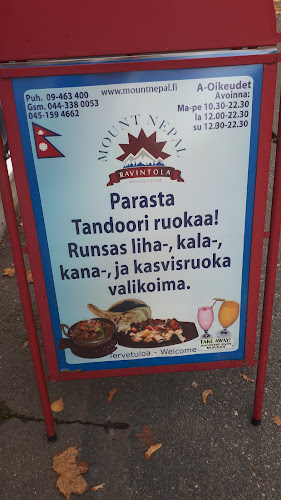 www.mountnepal.fi
Puh. 09-463 400
Gsm. 044-338 0053
045-159 4662
A-Oikeudet
Avoinna:
Ma-pe 10.30-22.30
la 12.00-22.30
su 12.00-22.30
MOUNT NEPAL
RAVINTOLA
Parasta
Tandoori ruokaa!
Runsas liha-, kala-,
kana-, ja kasvisruoka
valikoima.
TAKE AWAY!
Tervetuloa - Welcome